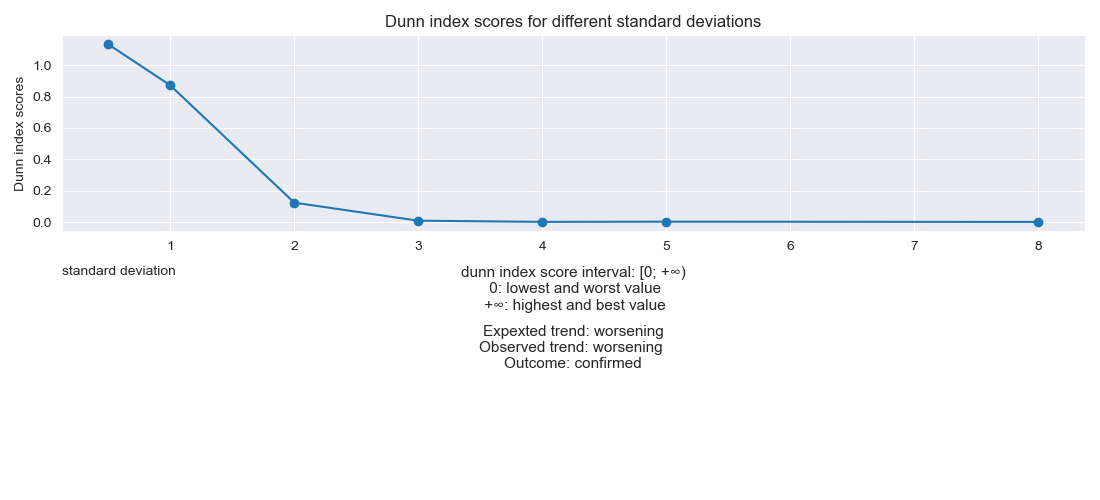 Dunn index scores for different standard deviations
Dunn index scores
1.0
0.8
0.6
0.4
0.2
0.0
1 2 3 4 5 6 7 8
standard deviation
dunn index score interval: [0; +∞)
0: lowest and worst value
+∞: highest and best value
Expexted trend: worsening
Observed trend: worsening
Outcome: confirmed